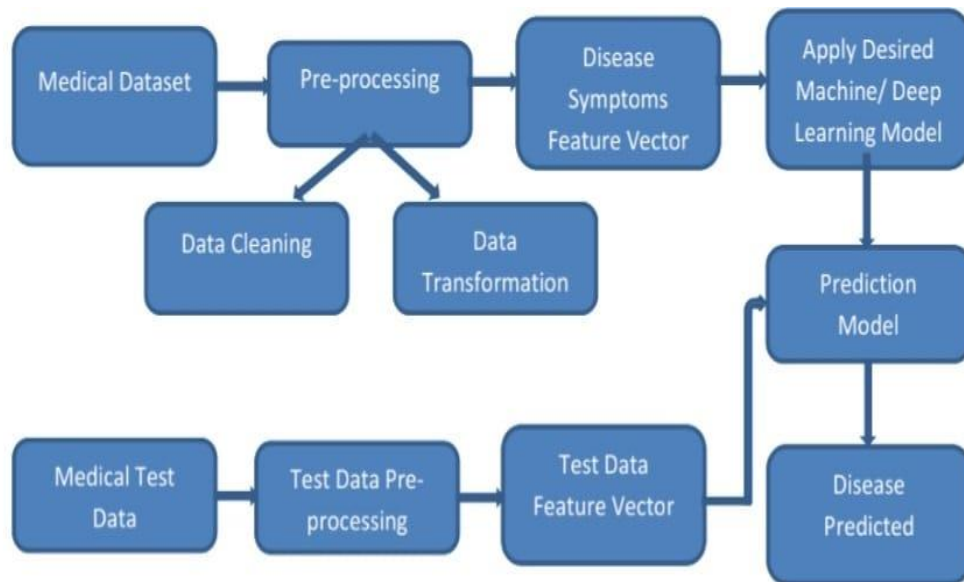 Medical Dataset
Pre-processing
Disease
Symptoms
Feature Vector
Apply Desired
Machine/ Deep
Learning Model
Data Cleaning
Data
Transformation
Prediction
Model
Medical Test
Data
Test Data Pre-
processing
Test Data
Feature Vector
Disease
Predicted